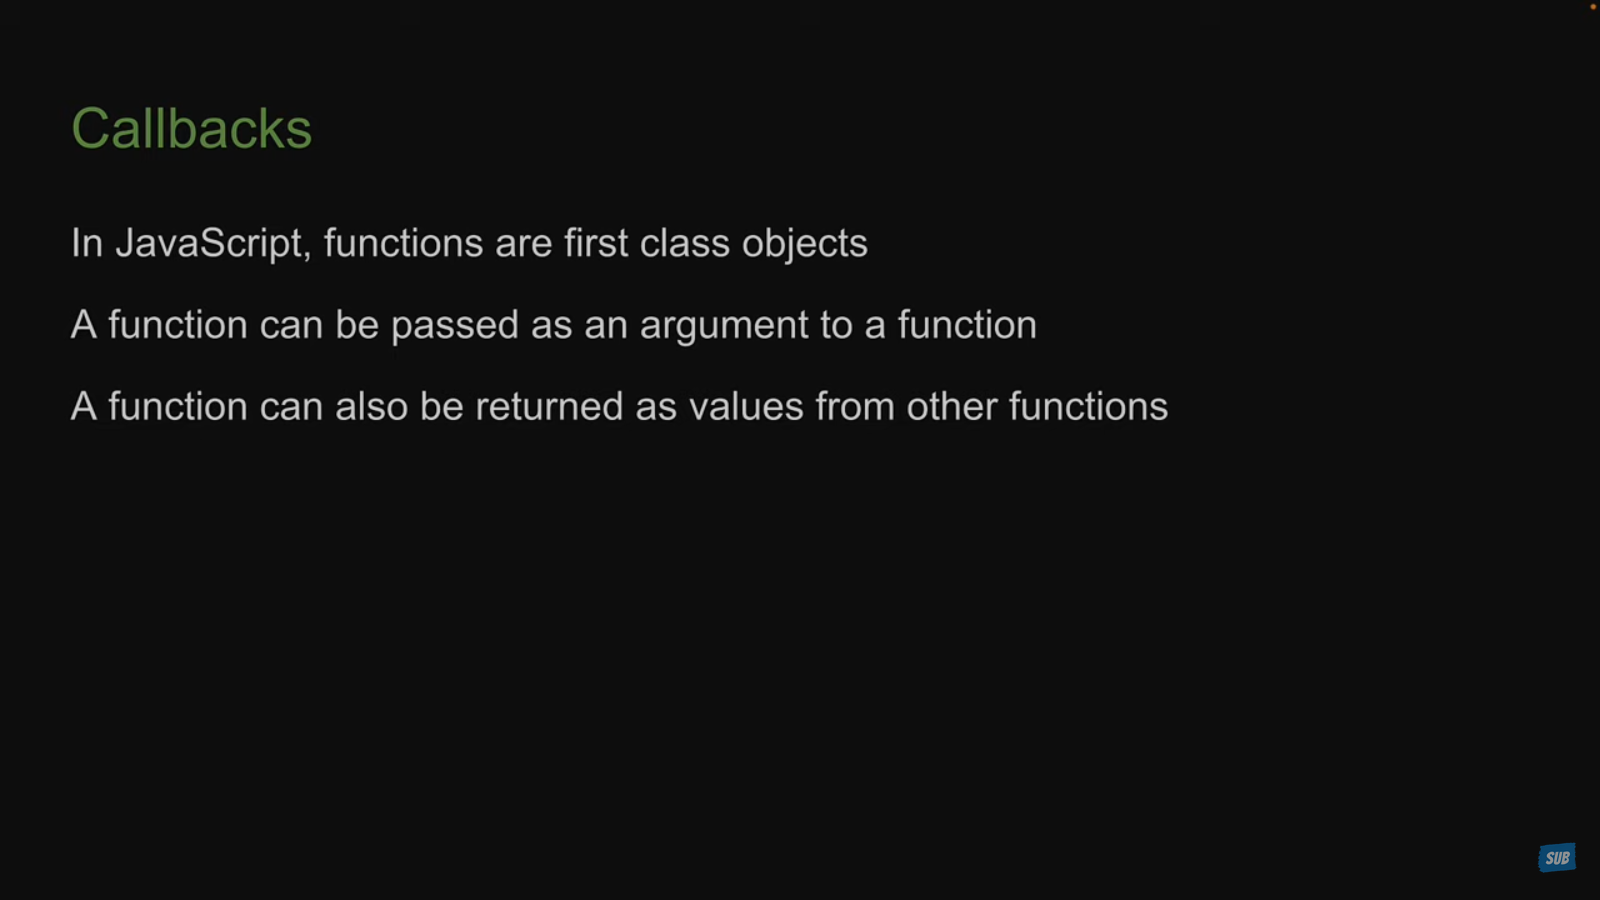 Callbacks
In JavaScript, functions are first class objects
A function can be passed as an argument to a function
A function can also be returned as values from other functions
SUB